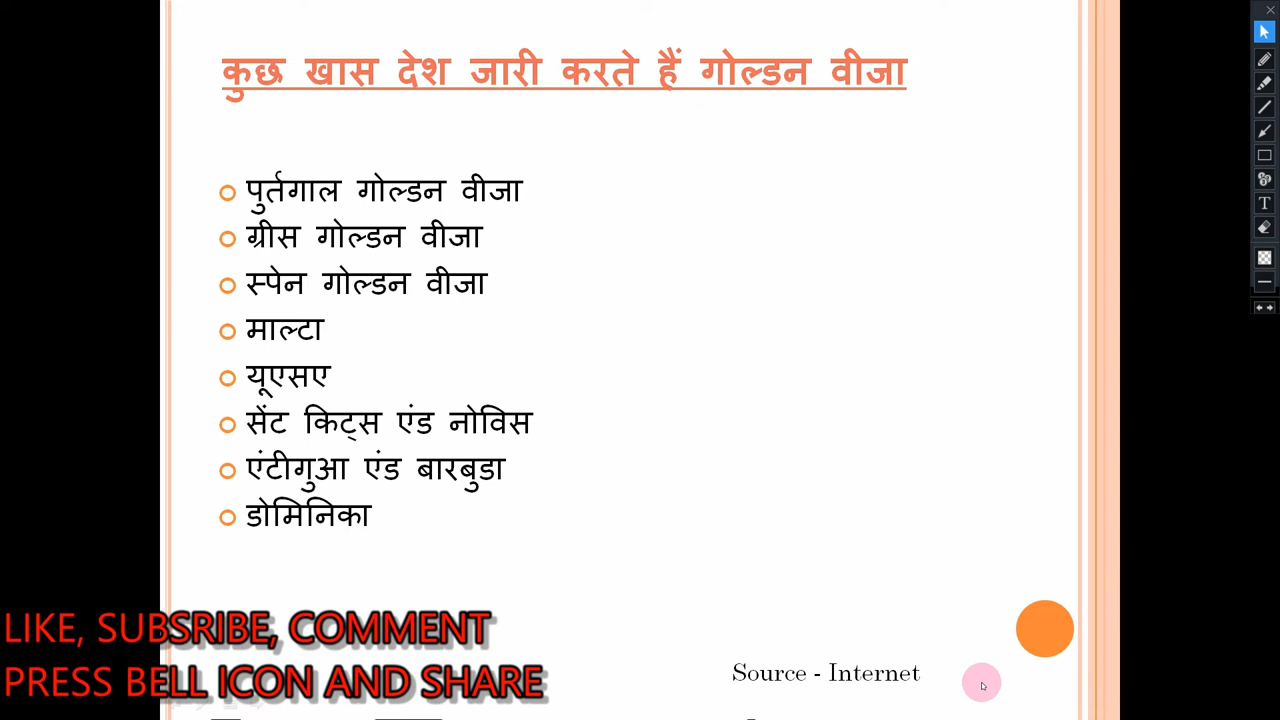 कुछ खास देश जारी करते हैं गोल्डन वीजा
पुर्तगाल गोल्डन वीजा
ग्रीस गोल्डन वीजा
स्पेन गोल्डन वीजा
माल्टा
यूएसए
सेंट किट्स एंड नोविस
एंटीगुआ एंड बारबुडा
डोमिनिका
LIKE, SUBSRIBE, COMMENT
PRESS BELL ICON AND SHARE
Source - Internet